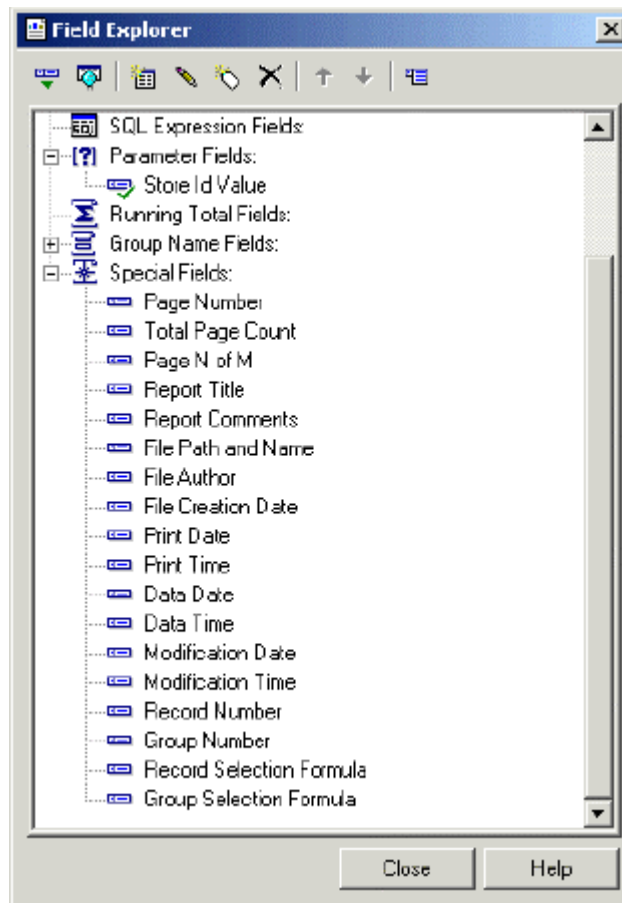 Field Explorer
SQL Expression Fields:
Parameter Fields:
Store Id Value
Running Total Fields:
Group Name Fields:
Special Fields:
Page Number
Total Page Count
Page N of M
Report Title
Report Comments
File Path and Name
File Author
File Creation Date
Print Date
Print Time
Data Date
Data Time
Modification Date
Modification Time
Record Number
Group Number
Record Selection Formula
Group Selection Formula
Close Help